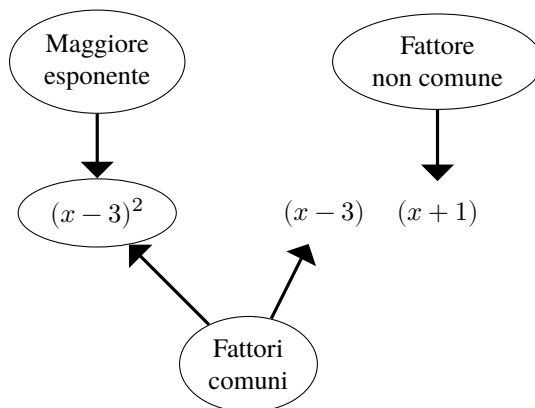 Maggiore
esponente
Fattore
non comune
(x − 3)² (x − 3) (x + 1)
Fattori
comuni